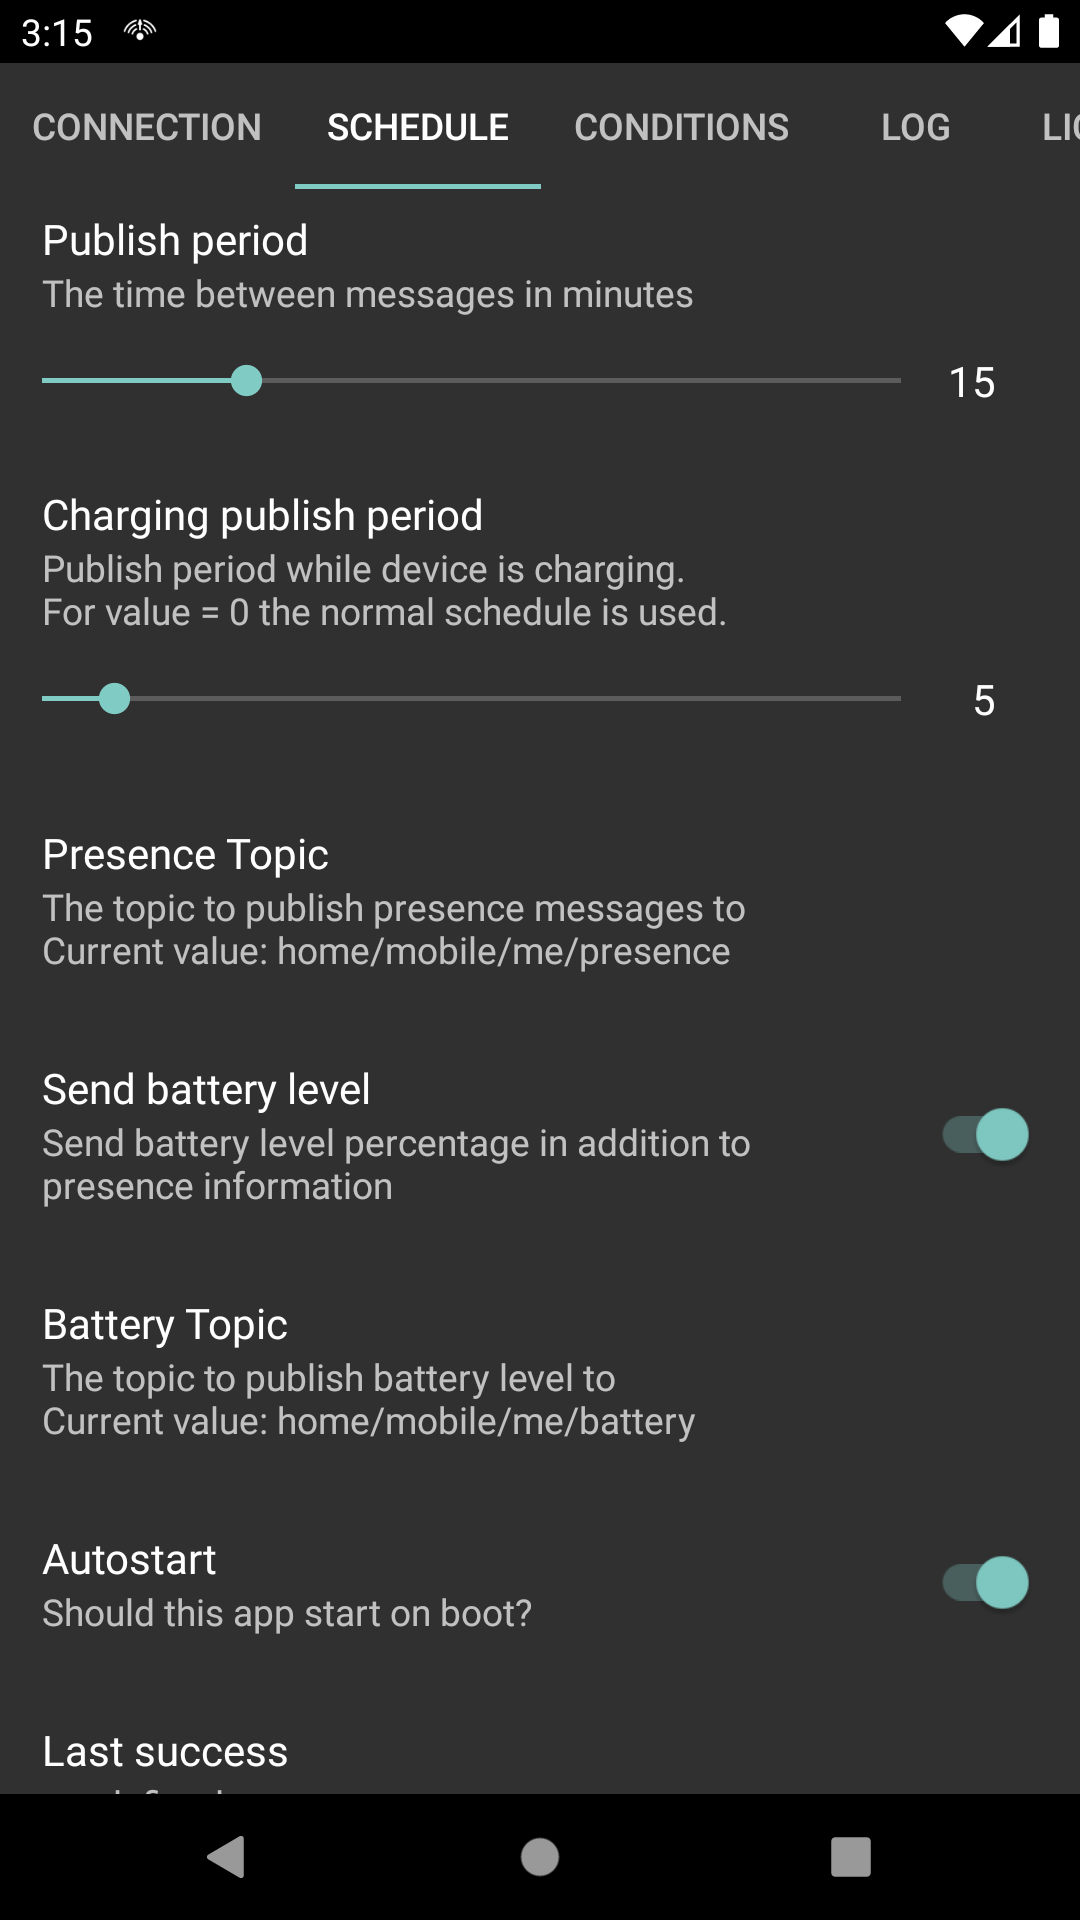 3:15
CONNECTION SCHEDULE CONDITIONS LOG
Publish period
The time between messages in minutes
15
Charging publish period
Publish period while device is charging.
For value = 0 the normal schedule is used.
5
Presence Topic
The topic to publish presence messages to
Current value: home/mobile/me/presence
Send battery level
Send battery level percentage in addition to
presence information
Battery Topic
The topic to publish battery level to
Current value: home/mobile/me/battery
Autostart
Should this app start on boot?
Last success